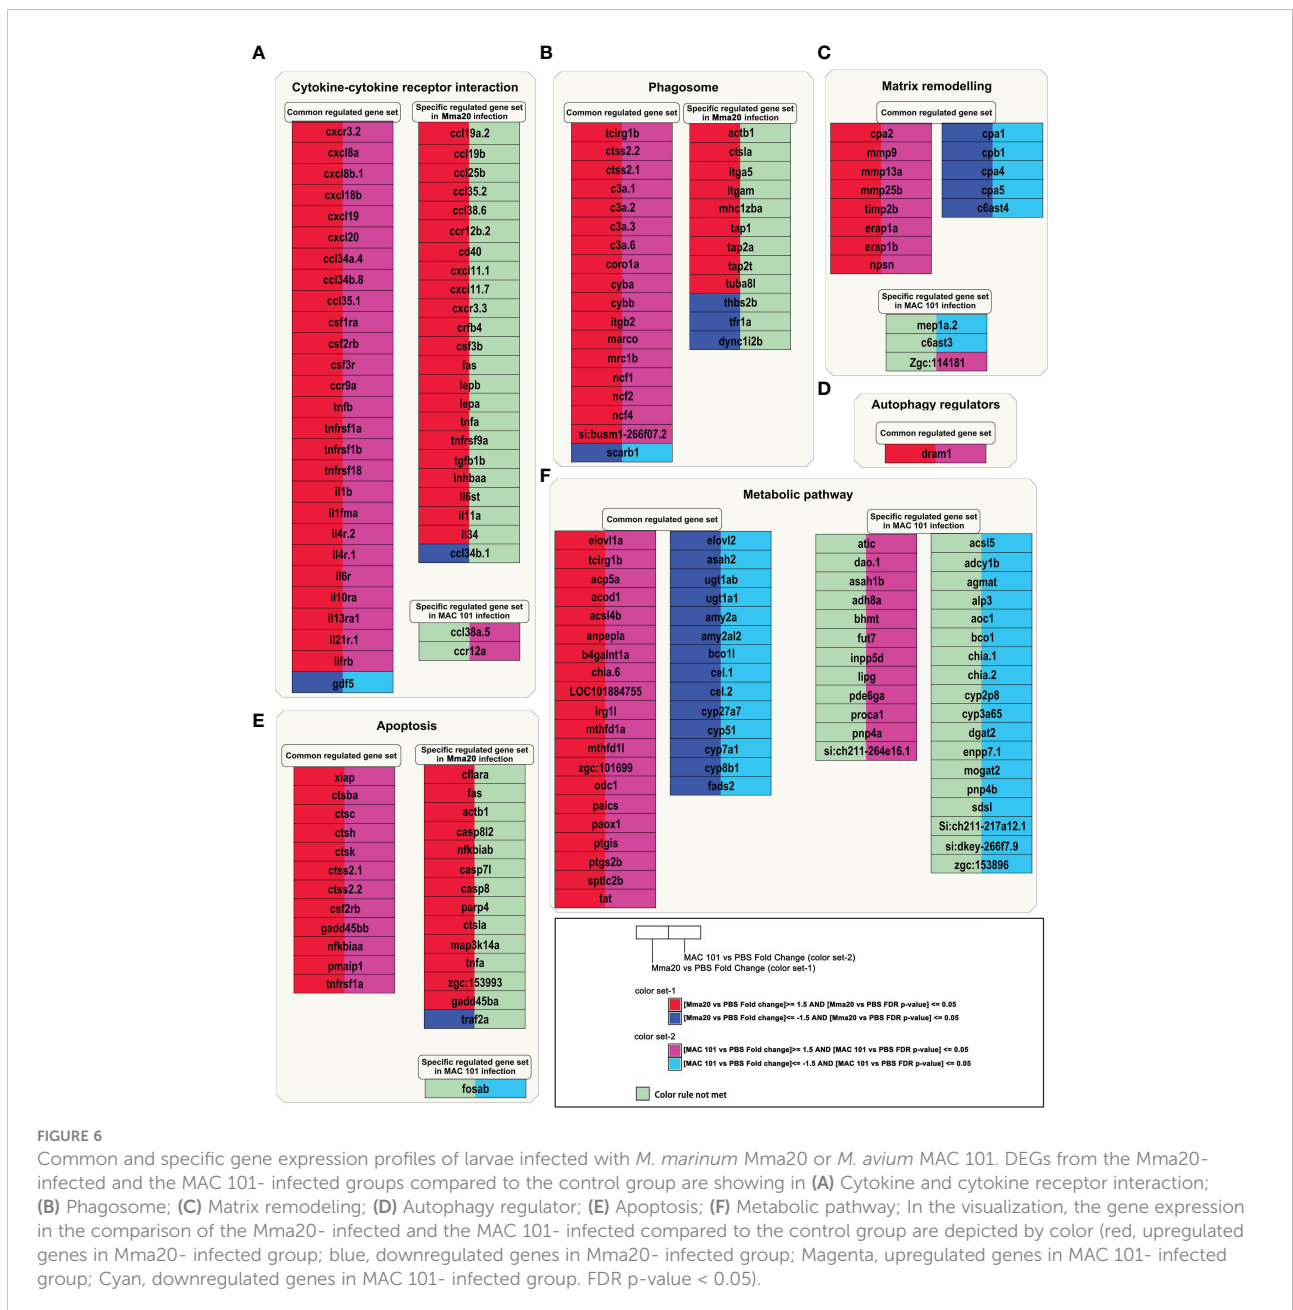 A
Cytokine-cytokine receptor interaction
Common regulated gene set
cxcr3.2
cxcl8a
cxcl8b.1
cxcl18b
cxcl19
cxcl20
ccl34a.4
ccl34b.8
ccl35.1
csf1ra
csf2rb
csf3r
ccr9a
tnfb
tnfrsf1a
tnfrsf1b
tnfrsf18
il1b
il1fma
il4r.2
il4r.1
il6r
il10ra
il13ra1
il21r.1
lifrb
gdf5
Specific regulated gene set
in Mma20 infection
ccl19a.2
ccl19b
ccl25b
ccl35.2
ccl38.6
ccr12b.2
cd40
cxcl11.1
cxcl11.7
cxcr3.3
crfb4
csf3b
fas
lepb
lepa
tnfa
tnfrsf9a
tgfb1b
inhbaa
il6st
il11a
il34
ccl34b.1
Specific regulated gene set
in MAC 101 infection
ccl38a.5
ccr12a
B
Phagosome
Common regulated gene set
tcirg1b
ctss2.2
ctss2.1
c3a.1
c3a.2
c3a.3
c3a.6
coro1a
cyba
cybb
itgb2
marco
mrc1b
ncf1
ncf2
ncf4
si:busm1-266f07.2
scarb1
Specific regulated gene set
in Mma20 infection
actb1
ctsla
itga5
itgam
mhc1zba
tap1
tap2a
tap2t
tuba8l
thbs2b
tfr1a
dync1i2b
C
Matrix remodelling
Common regulated gene set
cpa2
mmp9
mmp13a
mmp25b
timp2b
erap1a
erap1b
npsn
cpa1
cpb1
cpa4
cpa5
c6ast4
Specific regulated gene set
in MAC 101 infection
mep1a.2
c6ast3
Zgc:114181
D
Autophagy regulators
Common regulated gene set
dram1
E
Apoptosis
Common regulated gene set
xiap
ctsba
ctsc
ctsh
ctsk
ctss2.1
ctss2.2
csf2rb
gadd45bb
nfkbiaa
pmaip1
tnfrsf1a
Specific regulated gene set
in Mma20 infection
cflara
fas
actb1
casp8l2
nfkbiab
casp7l
casp8
parp4
ctsla
map3k14a
tnfa
zgc:153993
gadd45ba
traf2a
Specific regulated gene set
in MAC 101 infection
fosab
F
Metabolic pathway
Common regulated gene set
elovl1a
tcirg1b
acp5a
acod1
acsl4b
anpepla
b4galnt1a
chia.6
LOC101884755
irg1l
mthfd1a
mthfd1l
zgc:101699
odc1
paics
paox1
ptgis
ptgs2b
sptlc2b
tat
elovl2
asah2
ugt1ab
ugt1a1
amy2a
amy2al2
bco1l
cel.1
cel.2
cyp27a7
cyp51
cyp7a1
cyp8b1
fads2
Specific regulated gene set
in MAC 101 infection
atic
dao.1
asah1b
adh8a
bhmt
fut7
inpp5d
lipg
pde6ga
proca1
pnp4a
si:ch211-264e16.1
acsl5
adcy1b
agmat
alp3
aoc1
bco1
chia.1
chia.2
cyp2p8
cyp3a65
dgat2
enpp7.1
mogat2
pnp4b
sdsl
Si:ch211-217a12.1
si:dkey-266f7.9
zgc:153896
MAC 101 vs PBS Fold Change (color set-2)
Mma20 vs PBS Fold Change (color set-1)
color set-1
[Mma20 vs PBS Fold change]>= 1.5 AND [Mma20 vs PBS FDR p-value] <= 0.05
[Mma20 vs PBS Fold change]<= -1.5 AND [Mma20 vs PBS FDR p-value] <= 0.05
color set-2
[MAC 101 vs PBS Fold change]>= 1.5 AND [MAC 101 vs PBS FDR p-value] <= 0.05
[MAC 101 vs PBS Fold change]<= -1.5 AND [MAC 101 vs PBS FDR p-value] <= 0.05
Color rule not met
FIGURE 6
Common and specific gene expression profiles of larvae infected with M. marinum Mma20 or M. avium MAC 101. DEGs from the Mma20-
infected and the MAC 101- infected groups compared to the control group are showing in (A) Cytokine and cytokine receptor interaction;
(B) Phagosome; (C) Matrix remodeling; (D) Autophagy regulator; (E) Apoptosis; (F) Metabolic pathway; In the visualization, the gene expression
in the comparison of the Mma20- infected and the MAC 101- infected compared to the control group are depicted by color (red, upregulated
genes in Mma20- infected group; blue, downregulated genes in Mma20- infected group; Magenta, upregulated genes in MAC 101- infected
group; Cyan, downregulated genes in MAC 101- infected group. FDR p-value < 0.05).